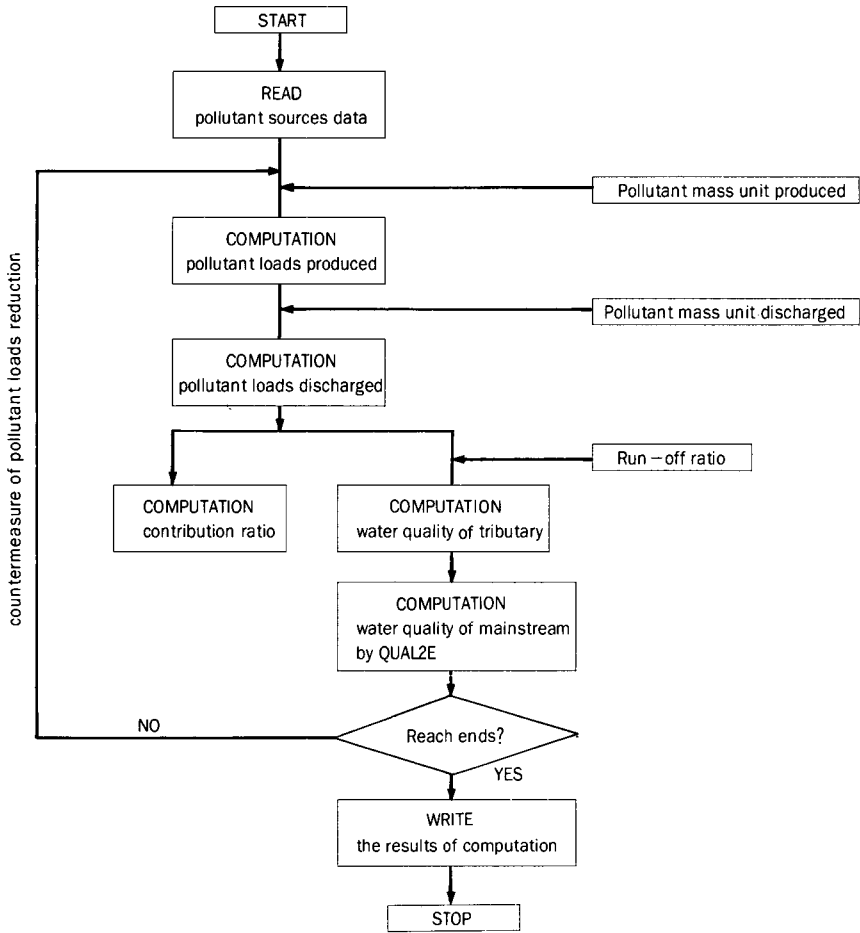 START
READ
pollutant sources data
Pollutant mass unit produced
COMPUTATION
pollutant loads produced
Pollutant mass unit discharged
COMPUTATION
pollutant loads discharged
countermeasure of pollutant loads reduction
Run-off ratio
COMPUTATION
contribution ratio
COMPUTATION
water quality of tributary
COMPUTATION
water quality of mainstream
by QUAL2E
Reach ends?
NO
YES
WRITE
the results of computation
STOP